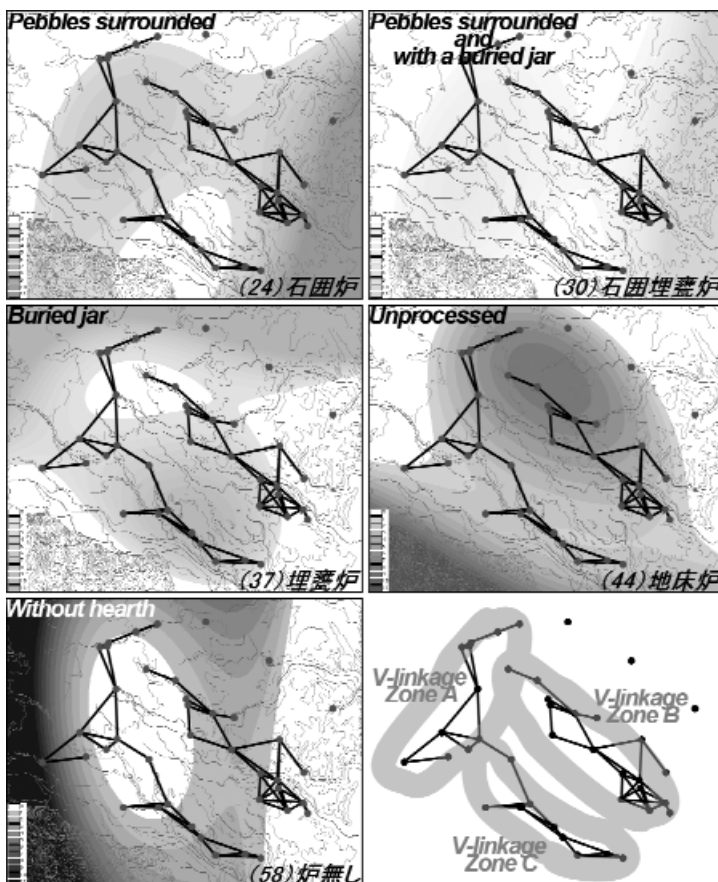 Pebbles surrounded
(24)石囲炉
Pebbles surrounded
and
with a buried jar
(30)石囲埋甕炉
Buried jar
(37)埋甕炉
Unprocessed
(44)地床炉
Without hearth
(58)炉無し
V-linkage
Zone A
V-linkage
Zone B
V-linkage
Zone C